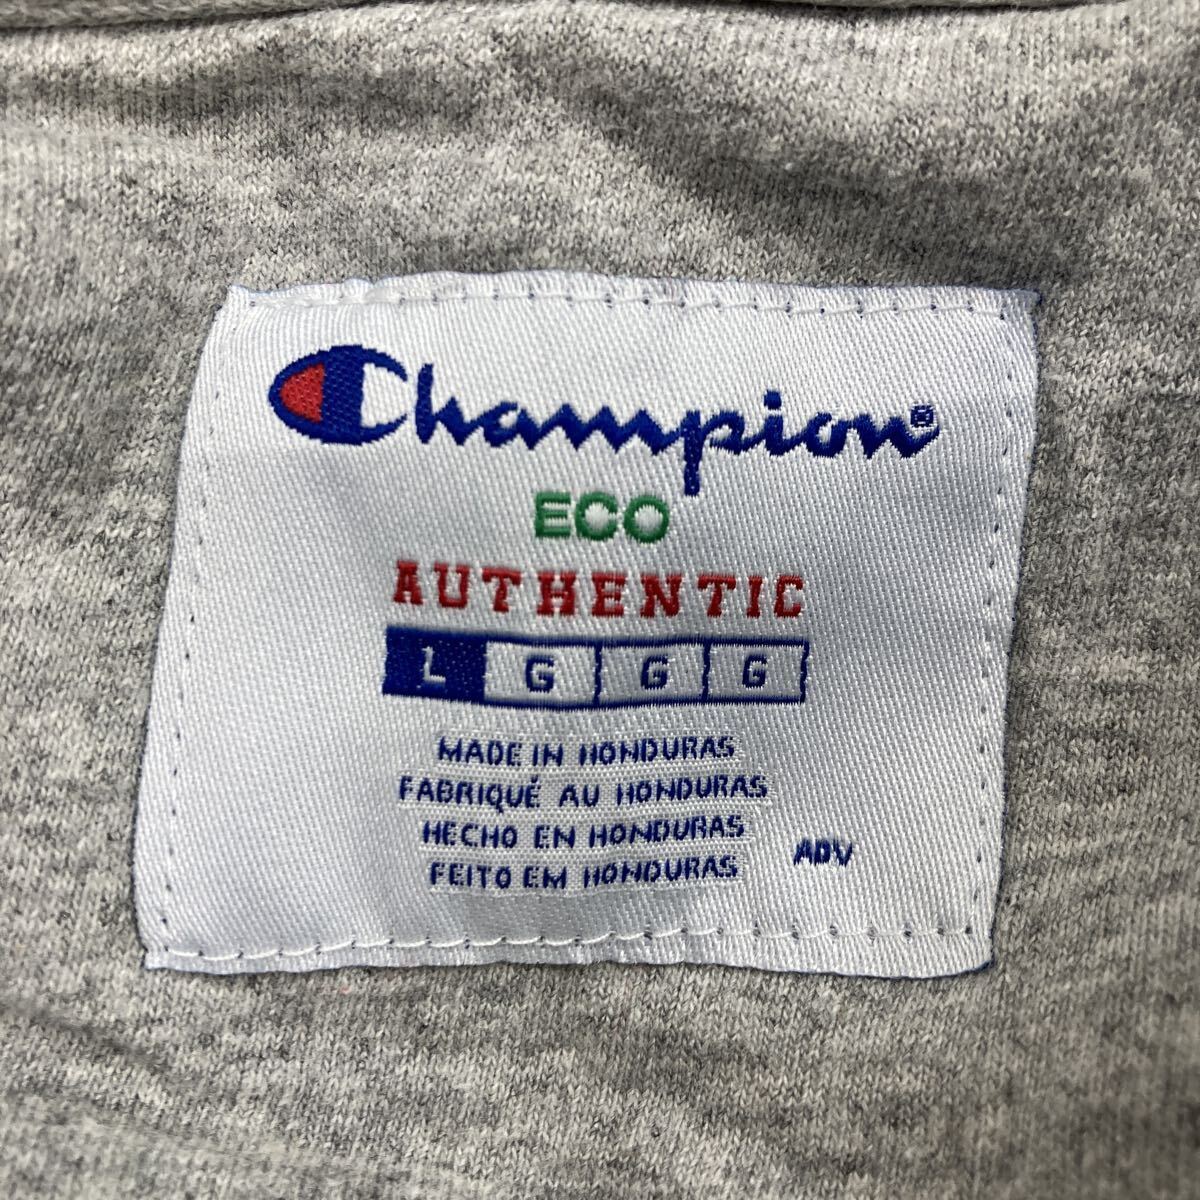 Champion®
ECO
AUTHENTIC
L G G G
MADE IN HONDURAS
FABRIQUÉ AU HONDURAS
HECHO EN HONDURAS
FEITO EM HONDURAS
ADV